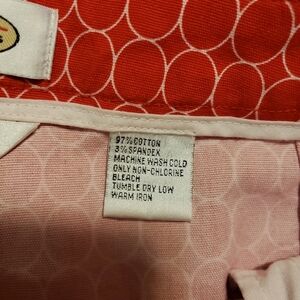 97% COTTON
3% SPANDEX
MACHINE WASH COLD
ONLY NON-CHLORINE
BLEACH
TUMBLE DRY LOW
WARM IRON